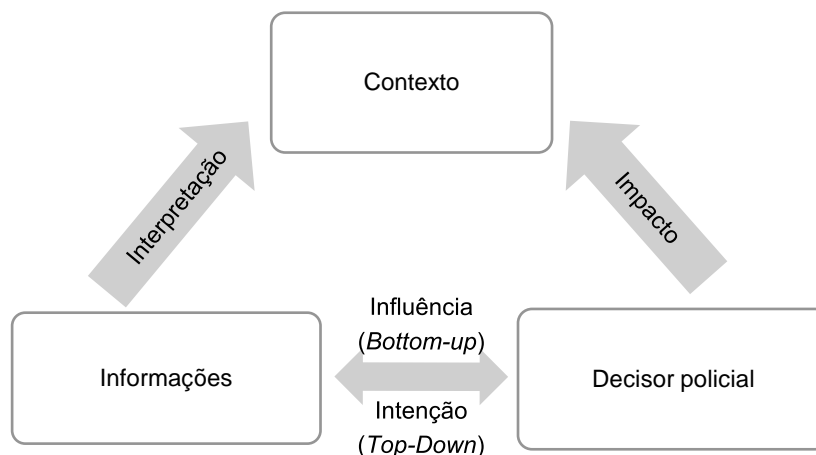 Contexto
Interpretação
Impacto
Influência
(Bottom-up)
Informações
Decisor policial
Intenção
(Top-Down)